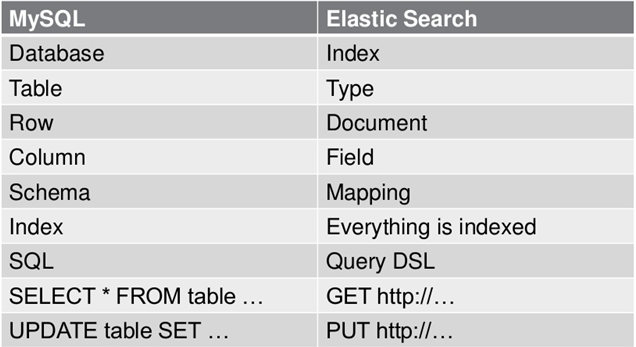 MySQL Elastic Search
Database Index
Table Type
Row Document
Column Field
Schema Mapping
Index Everything is indexed
SQL Query DSL
SELECT * FROM table … GET http://…
UPDATE table SET … PUT http://…